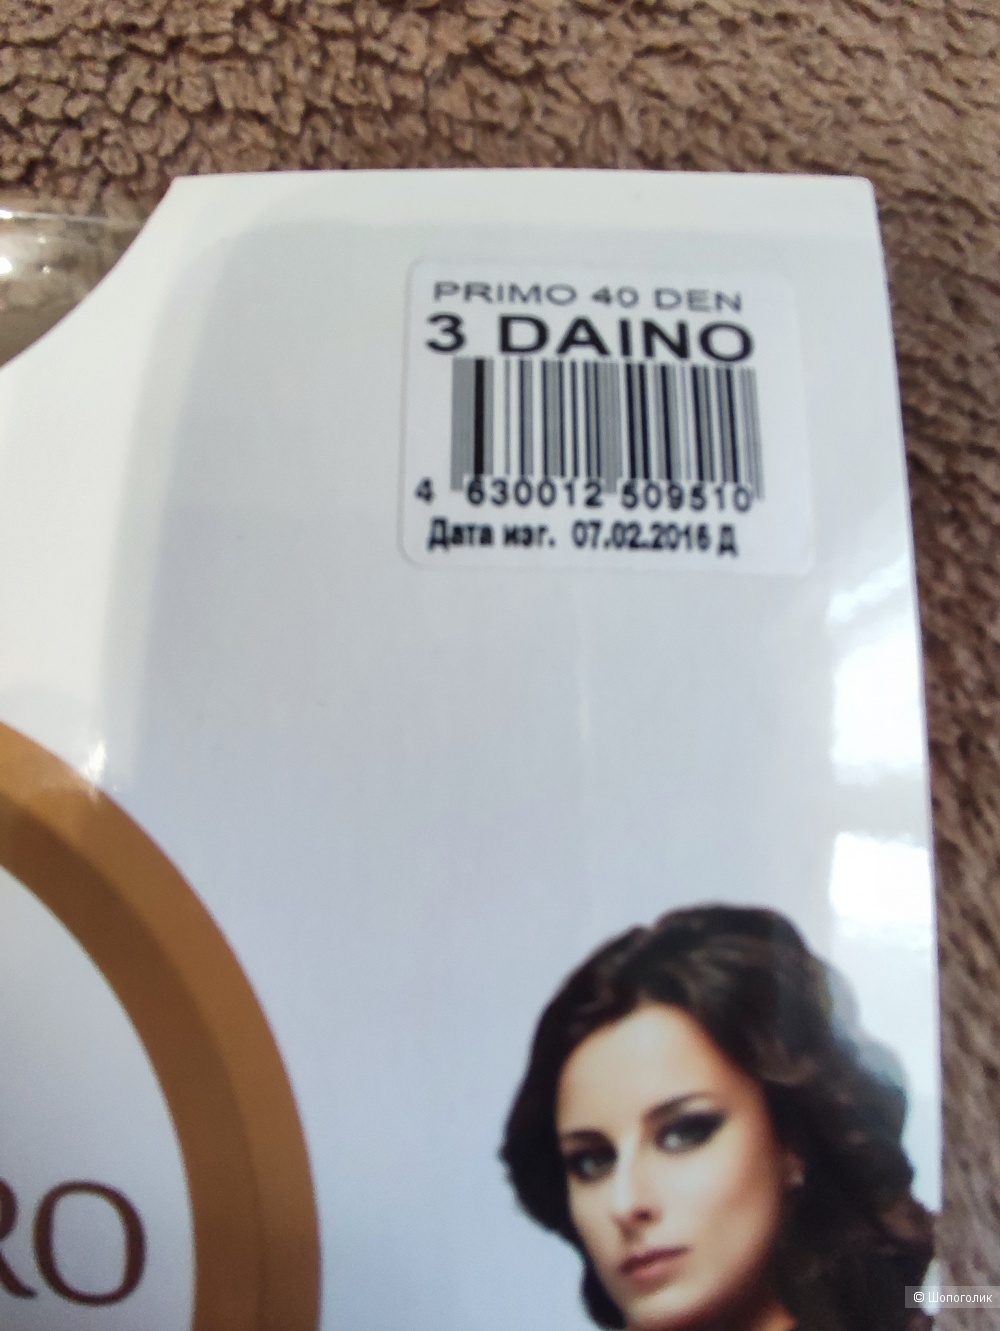 PRIMO 40 DEN
3 DAINO
4 630012 509510
Дата изг. 07.02.2016 Д
RO
© Шопоголик